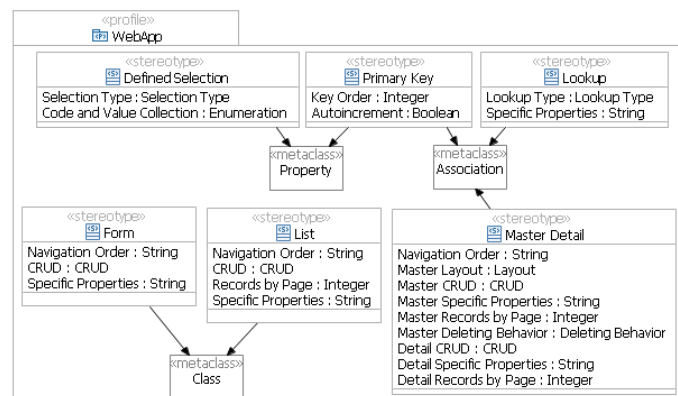 «profile»
WebApp
«stereotype»
DefinedSelection
Selection Type : Selection Type
Code and Value Collection : Enumeration
«stereotype»
Primary Key
Key Order : Integer
Autoincrement : Boolean
«stereotype»
Lookup
Lookup Type : Lookup Type
Specific Properties : String
«metaclass»
Property
«metaclass»
Association
«stereotype»
Form
Navigation Order : String
CRUD : CRUD
Specific Properties : String
«stereotype»
List
Navigation Order : String
CRUD : CRUD
Records by Page : Integer
Specific Properties : String
«stereotype»
Master Detail
Navigation Order : String
Master Layout : Layout
Master CRUD : CRUD
Master Specific Properties : String
Master Records by Page : Integer
Master Deleting Behavior : Deleting Behavior
Detail CRUD : CRUD
Detail Specific Properties : String
Detail Records by Page : Integer
«metaclass»
Class